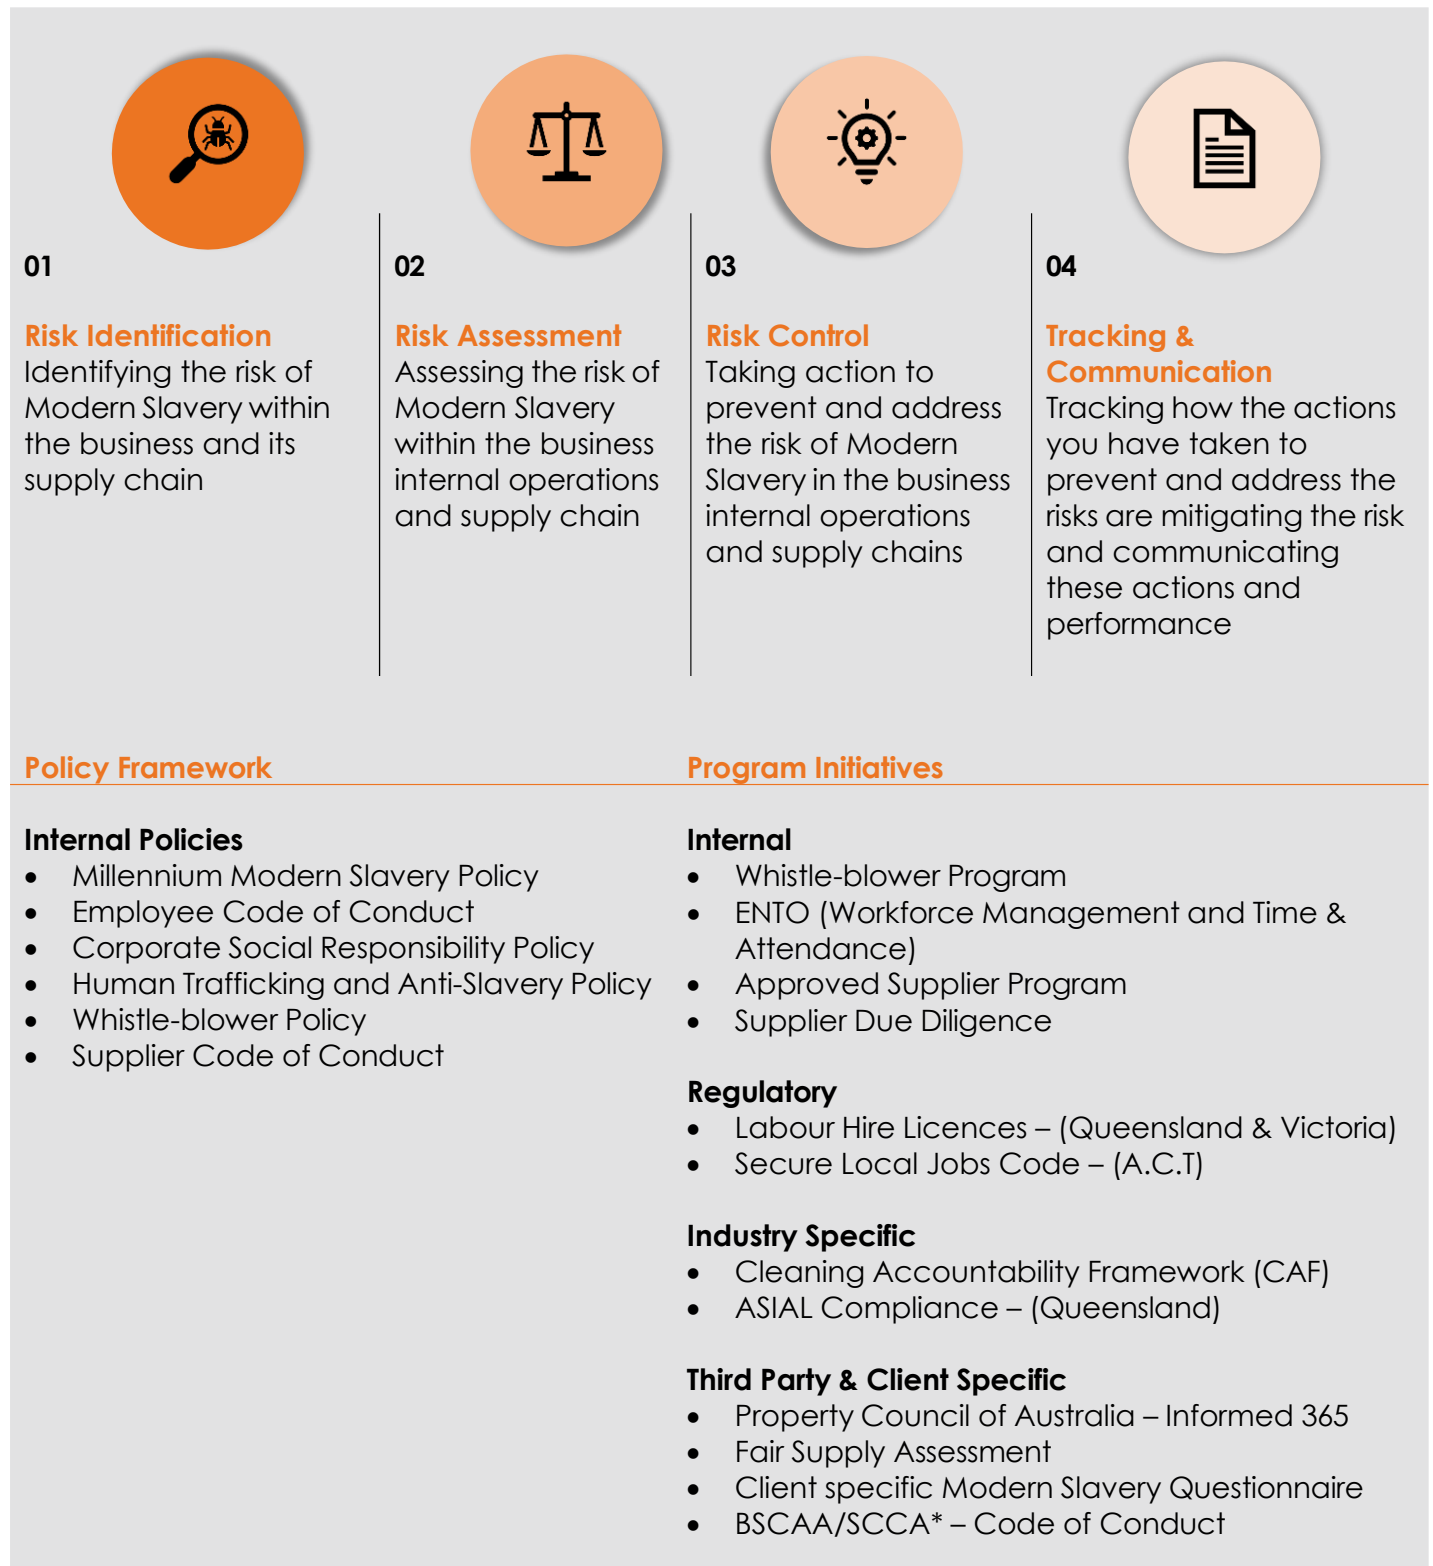 01
Risk Identification
Identifying the risk of
Modern Slavery within
the business and its
supply chain
02
Risk Assessment
Assessing the risk of
Modern Slavery
within the business
internal operations
and supply chain
03
Risk Control
Taking action to
prevent and address
the risk of Modern
Slavery in the business
internal operations
and supply chains
04
Tracking &
Communication
Tracking how the actions
you have taken to
prevent and address the
risks are mitigating the risk
and communicating
these actions and
performance
Policy Framework
Internal Policies
• Millennium Modern Slavery Policy
• Employee Code of Conduct
• Corporate Social Responsibility Policy
• Human Trafficking and Anti-Slavery Policy
• Whistle-blower Policy
• Supplier Code of Conduct
Program Initiatives
Internal
• Whistle-blower Program
• ENTO (Workforce Management and Time &
Attendance)
• Approved Supplier Program
• Supplier Due Diligence
Regulatory
• Labour Hire Licences – (Queensland & Victoria)
• Secure Local Jobs Code – (A.C.T)
Industry Specific
• Cleaning Accountability Framework (CAF)
• ASIAL Compliance – (Queensland)
Third Party & Client Specific
• Property Council of Australia – Informed 365
• Fair Supply Assessment
• Client specific Modern Slavery Questionnaire
• BSCAA/SCCA* – Code of Conduct